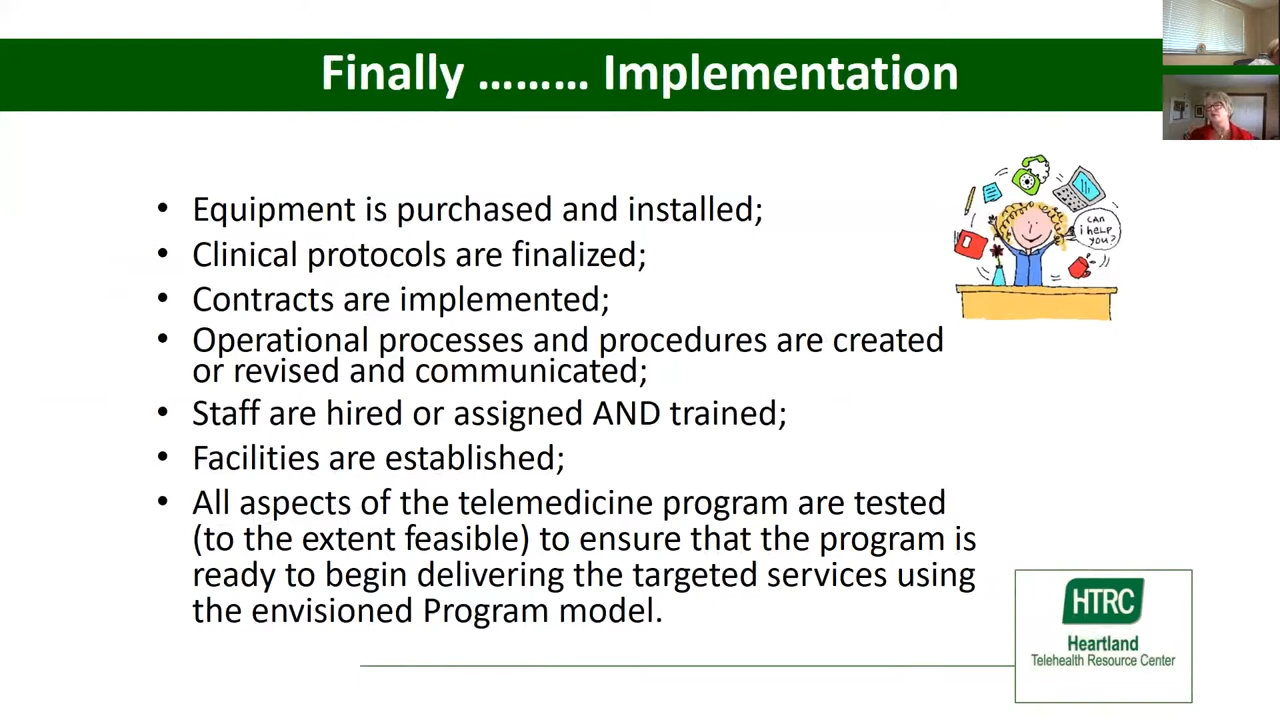 Finally ……… Implementation
• Equipment is purchased and installed;
• Clinical protocols are finalized;
• Contracts are implemented;
• Operational processes and procedures are created
or revised and communicated;
• Staff are hired or assigned AND trained;
• Facilities are established;
• All aspects of the telemedicine program are tested
(to the extent feasible) to ensure that the program is
ready to begin delivering the targeted services using
the envisioned Program model.
CAN
i HELP
YOU?
HTRC
Heartland
Telehealth Resource Center